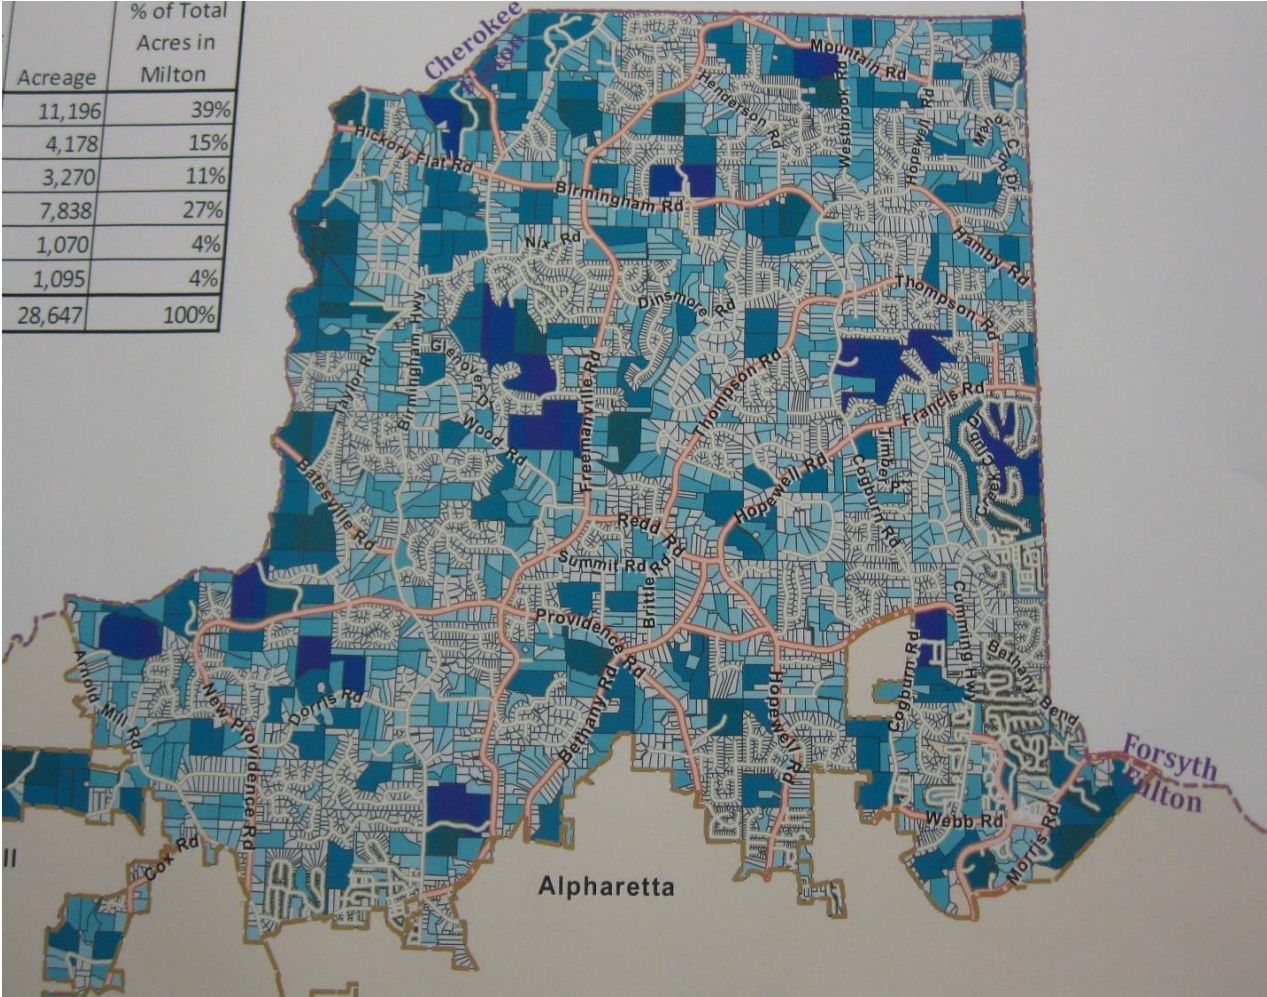 % of Total
Acres in
Acreage Milton
11,196 39%
4,178 15%
3,270 11%
7,838 27%
1,070 4%
1,095 4%
28,647 100%
Cherokee
Fulton
Mountain Rd
Henderson Rd
Westbrook Rd
Hopewell Rd
Hickory Flat Rd
Birmingham Rd
Hamby Rd
Nix Rd
Dinsmore Rd
Thompson Rd
Birmingham Hwy
Taylor Rd
Glenover Dr
Freemanville Rd
Thompson Rd
Francis Rd
Wood Rd
Creek Club Dr
Batesville Rd
Hopewell Rd
Cogburn Rd
Redd Rd
Summit Rd
Brittle Rd
Providence Rd
Cumming Hwy
Cogburn Rd
Bethany Bend
Arnold Mill Rd
New Providence Rd
Dorris Rd
Bethany Rd
Hopewell Rd
Forsyth
Fulton
Webb Rd
Morris Rd
Cox Rd
ll
Alpharetta